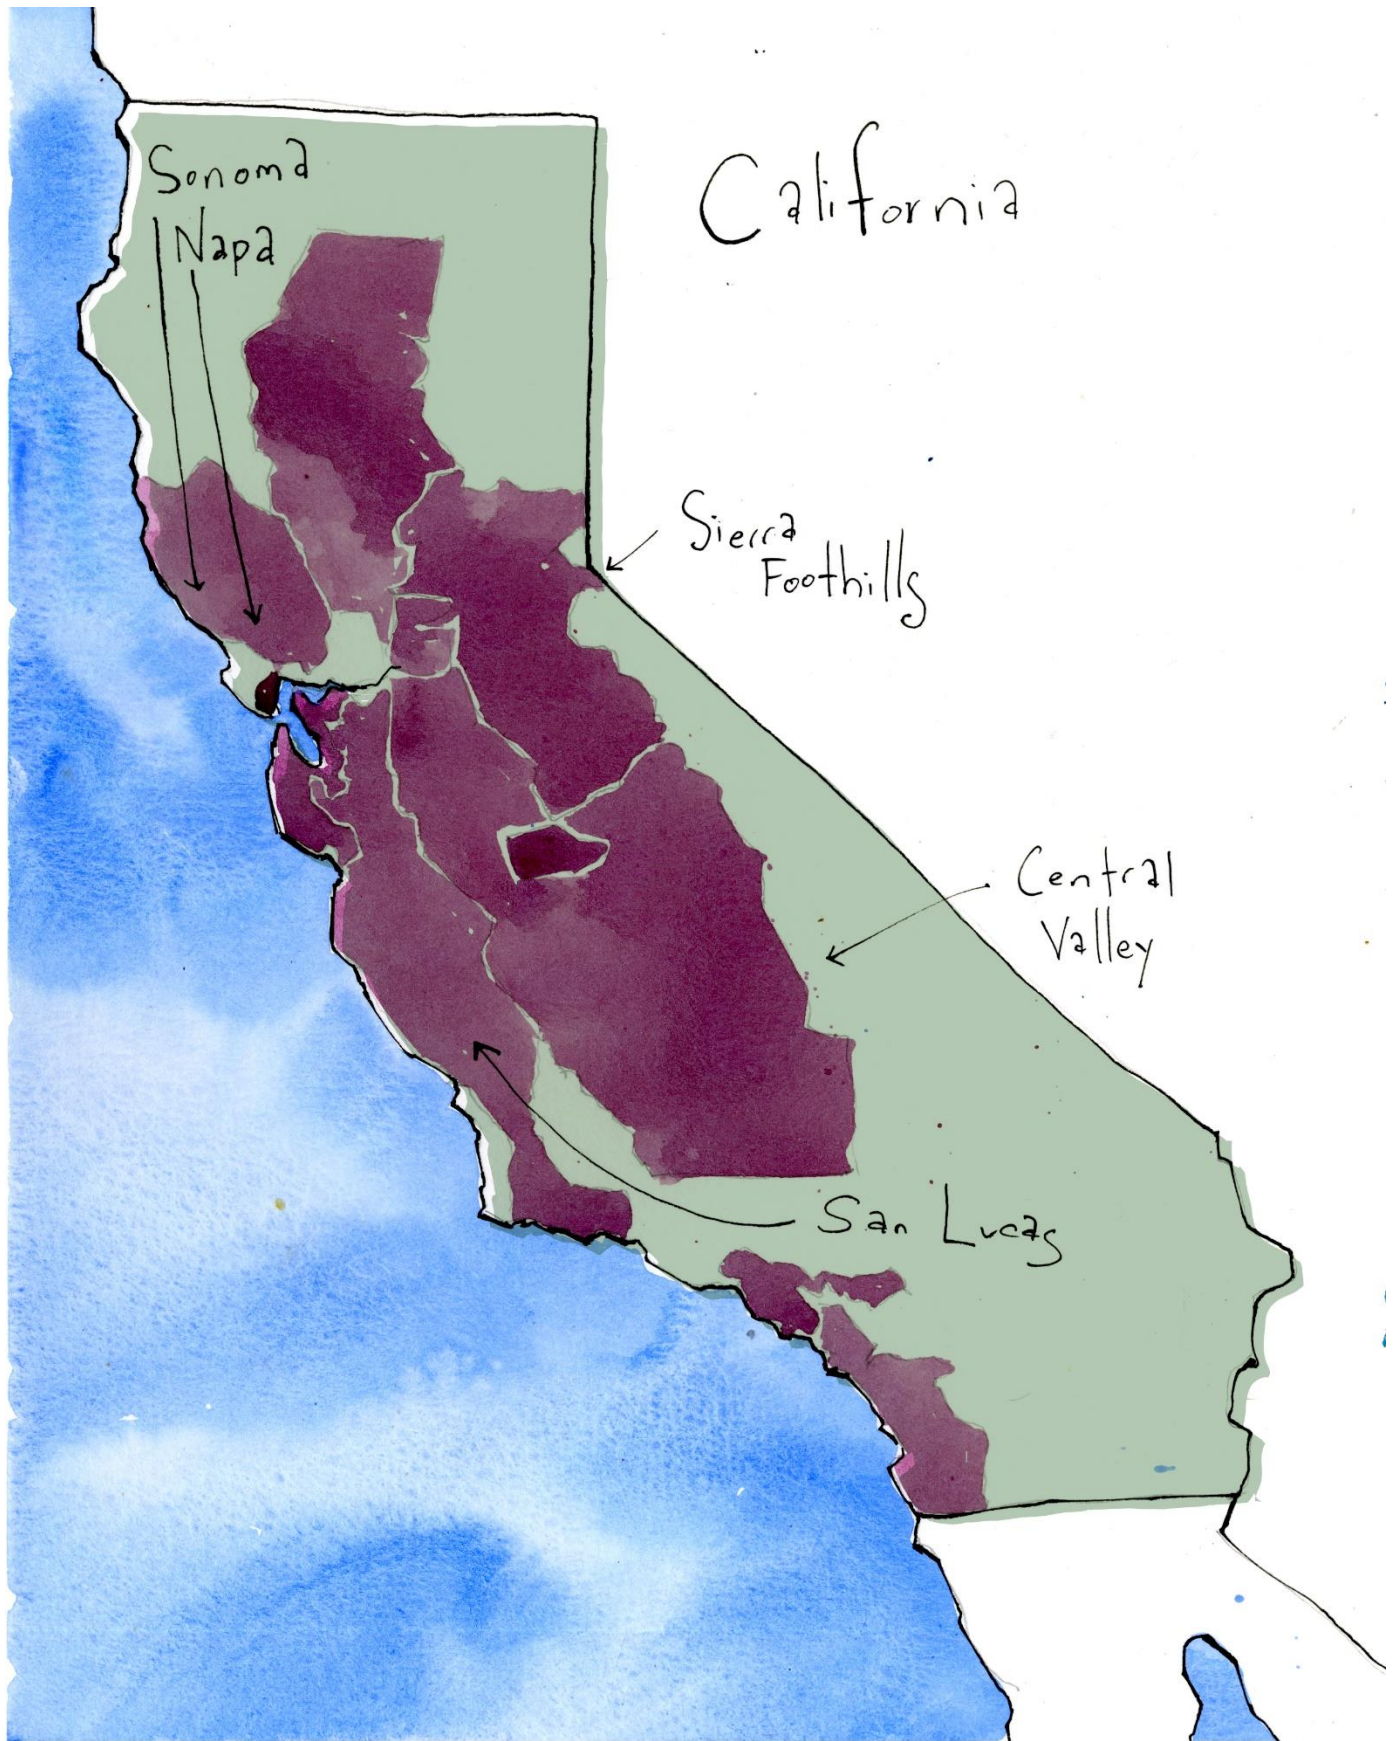 California
Sonoma
Napa
Sierra
Foothills
Central
Valley
San Lucas